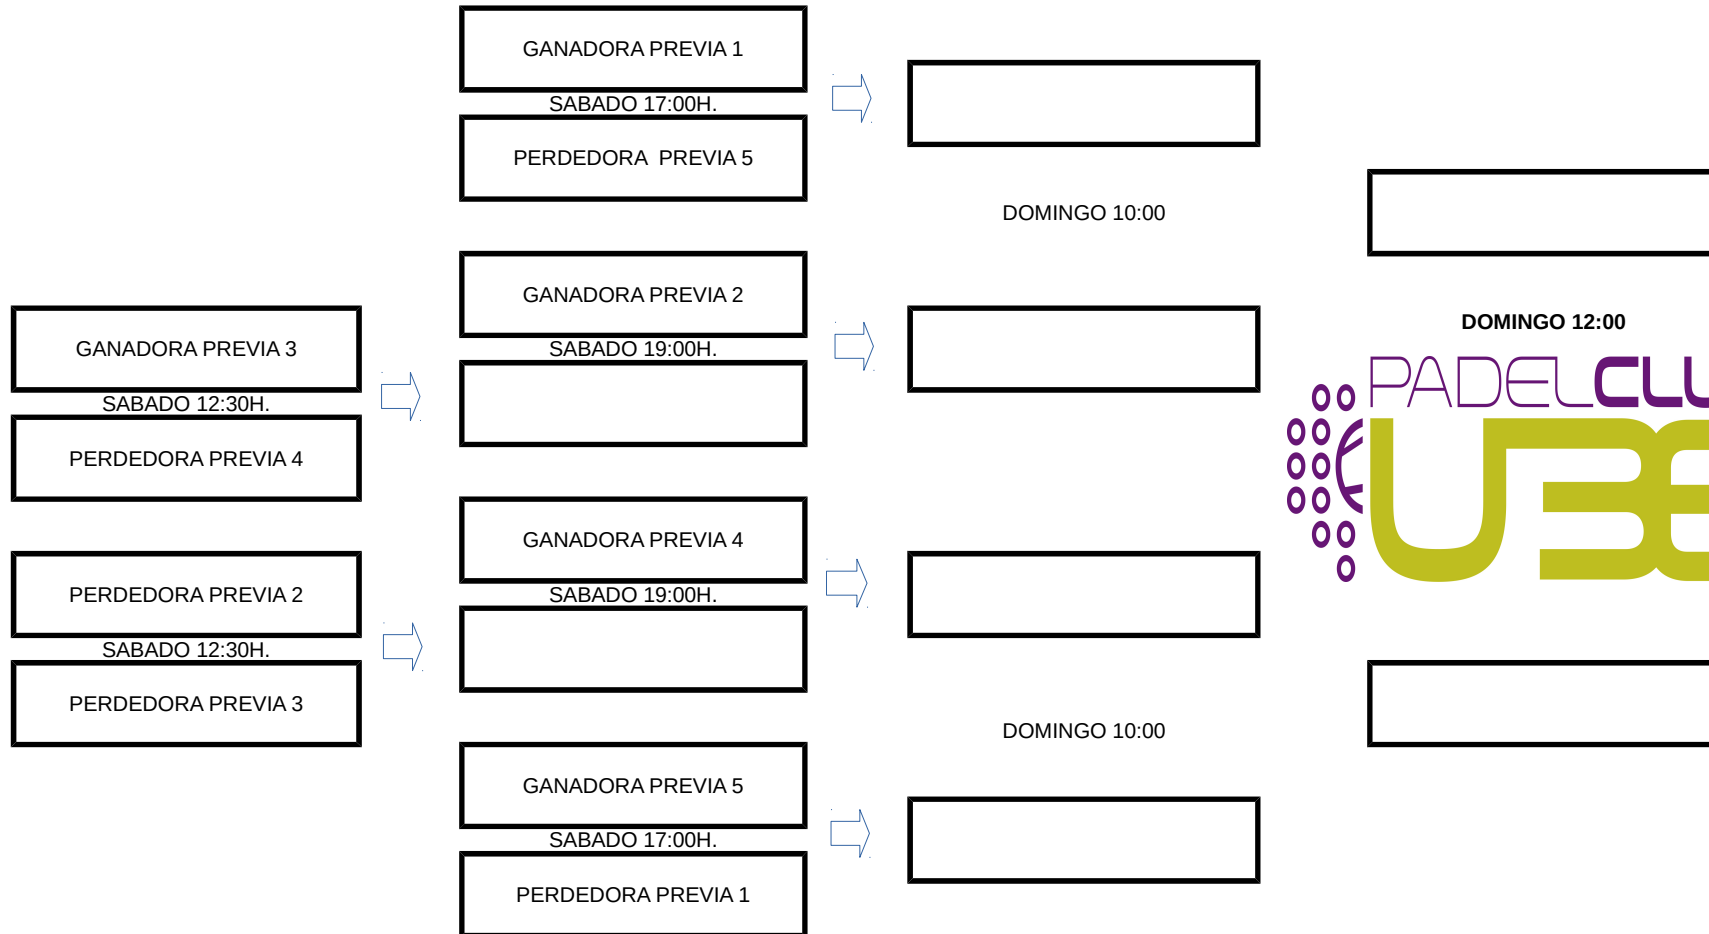 GANADORA PREVIA 1
SABADO 17:00H.
PERDEDORA  PREVIA 5
DOMINGO 10:00
GANADORA PREVIA 2
SABADO 19:00H.
GANADORA PREVIA 3
SABADO 12:30H.
PERDEDORA PREVIA 4
DOMINGO 12:00
PADEL
GANADORA PREVIA 4
SABADO 19:00H.
PERDEDORA PREVIA 2
SABADO 12:30H.
PERDEDORA PREVIA 3
DOMINGO 10:00
GANADORA PREVIA 5
SABADO 17:00H.
PERDEDORA PREVIA 1